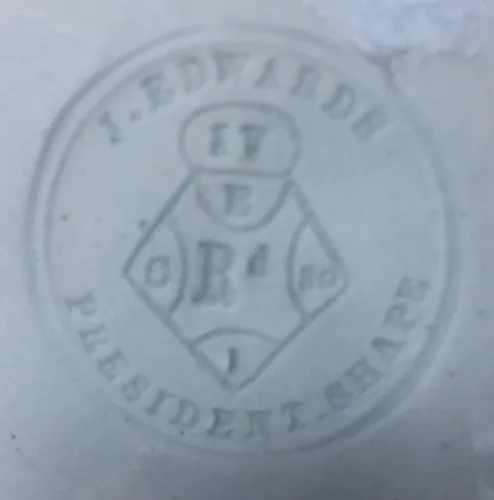 J. EDWARDS
IV
E
C Rd 30
1
PRESIDENT. SHAPE